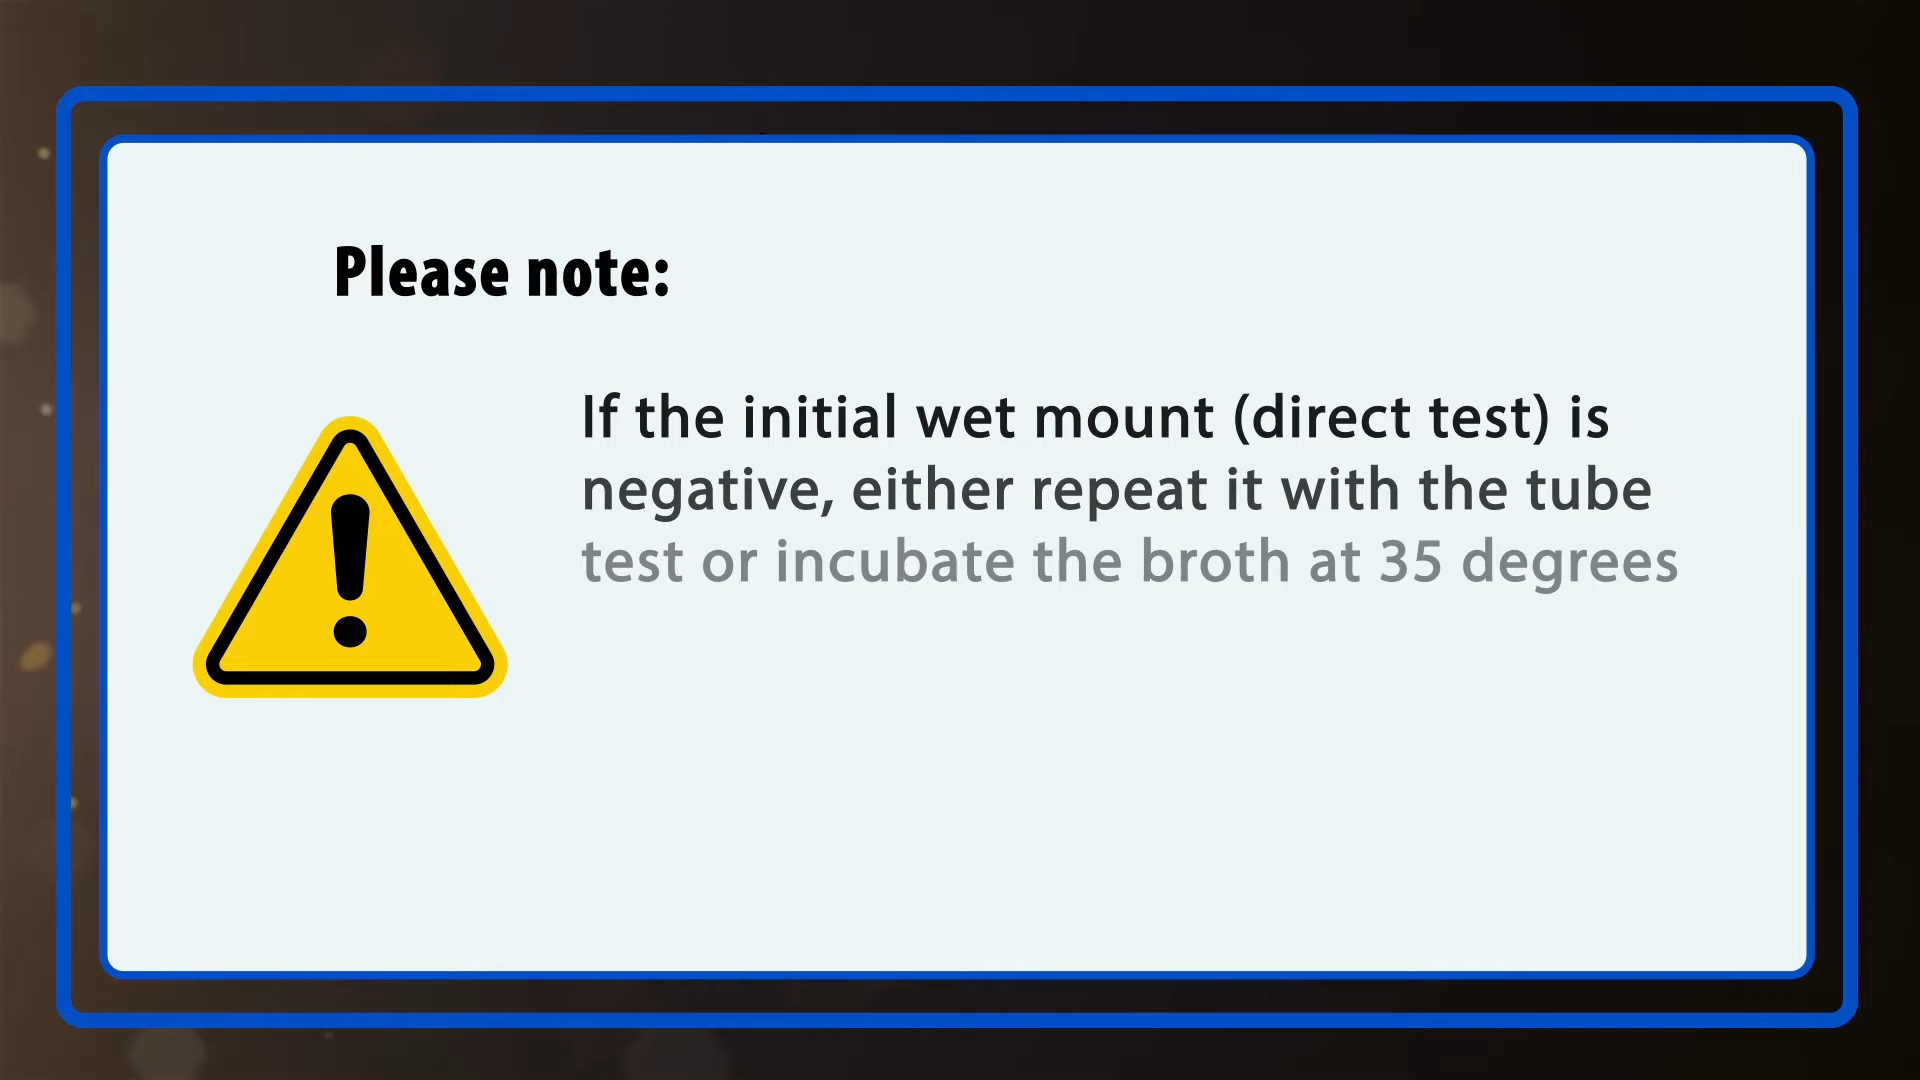 Please note:
If the initial wet mount (direct test) is
negative, either repeat it with the tube
test or incubate the broth at 35 degrees